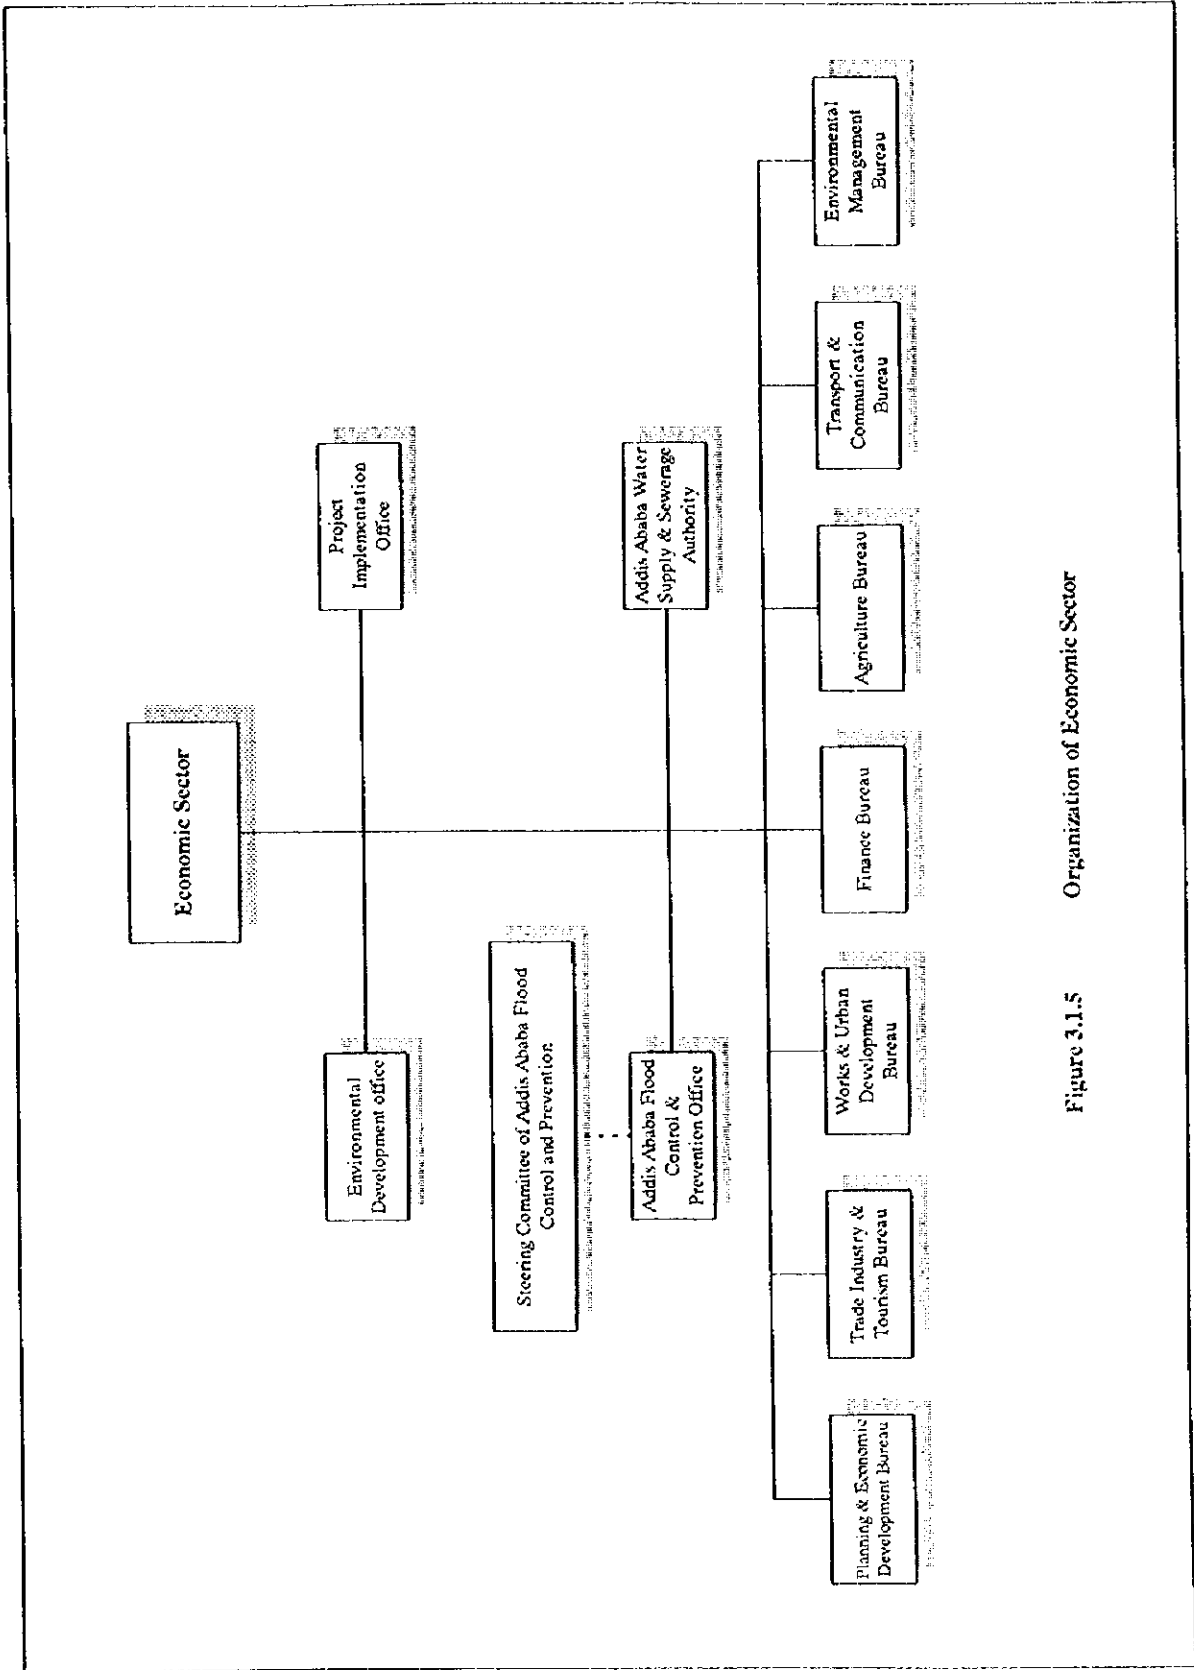 Economic Sector
Environmental
Development office
Project
Implementation
Office
Steering Committee of Addis Ababa Flood
Control and Prevention
Addis Ababa Flood
Control &
Prevention Office
Addis Ababa Water
Supply & Sewerage
Authority
Planning & Economic
Development Bureau
Trade Industry &
Tourism Bureau
Works & Urban
Development
Bureau
Finance Bureau
Agriculture Bureau
Transport &
Communication
Bureau
Environmental
Management
Bureau
Figure 3.1.5 Organization of Economic Sector